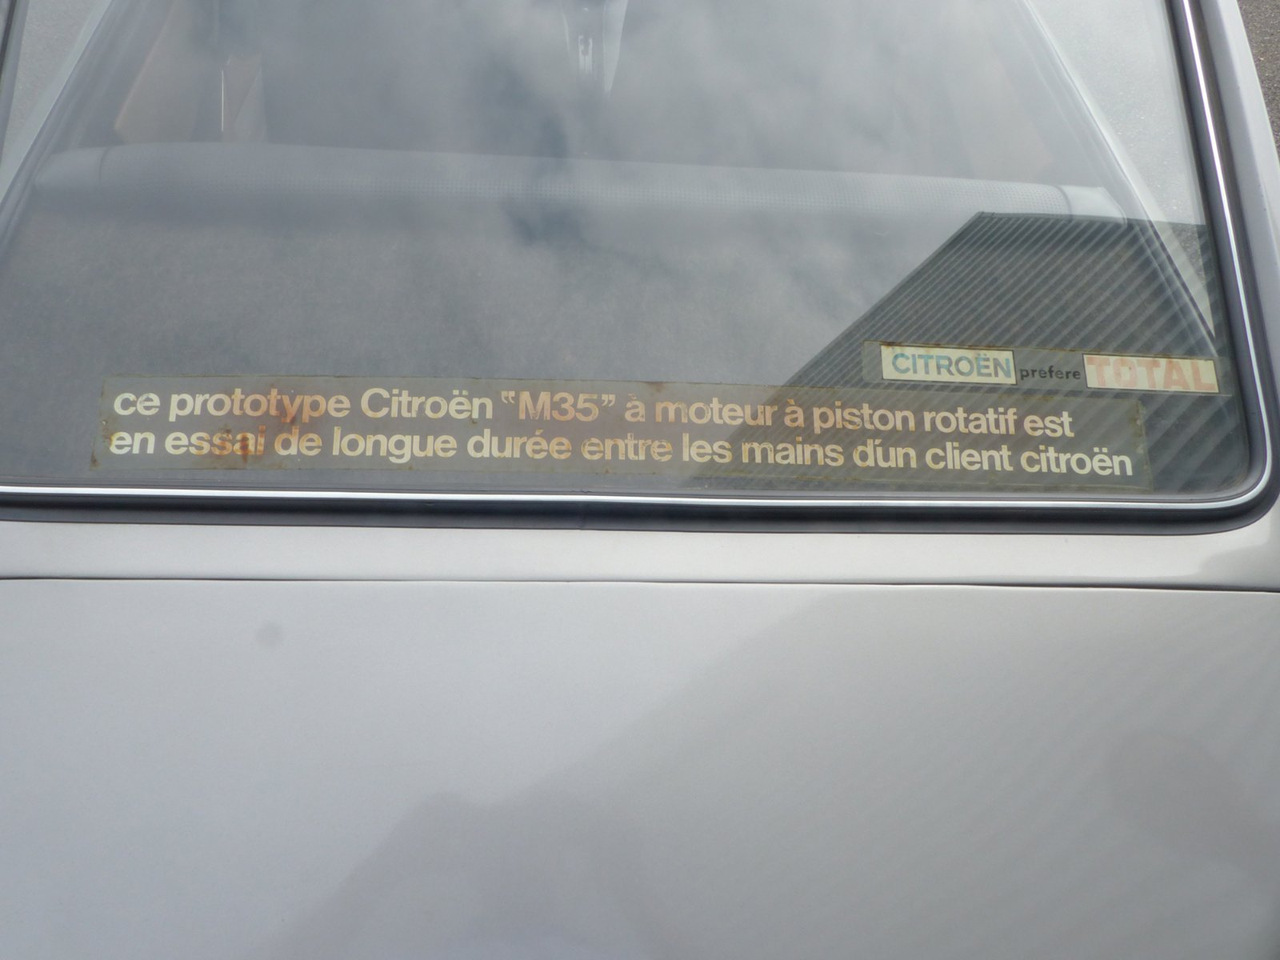 CITROËN préfère TOTAL
ce prototype Citroën "M35" à moteur à piston rotatif est
en essai de longue durée entre les mains d'un client citroën